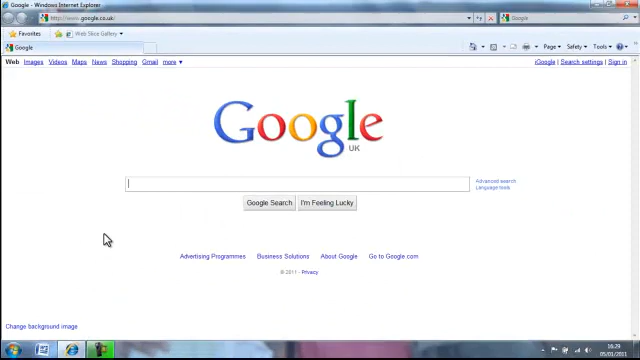 Google - Windows Internet Explorer
http://www.google.co.uk/
Google
Favorites
Web Slice Gallery
Google
Page
Safety
Tools
Web Images Videos Maps News Shopping Gmail more
iGoogle | Search settings | Sign in
Google
UK
Advanced search
Language tools
Google Search
I'm Feeling Lucky
Advertising Programmes
Business Solutions
About Google
Go to Google.com
© 2011 - Privacy
Change background image
16:29
05/01/2011